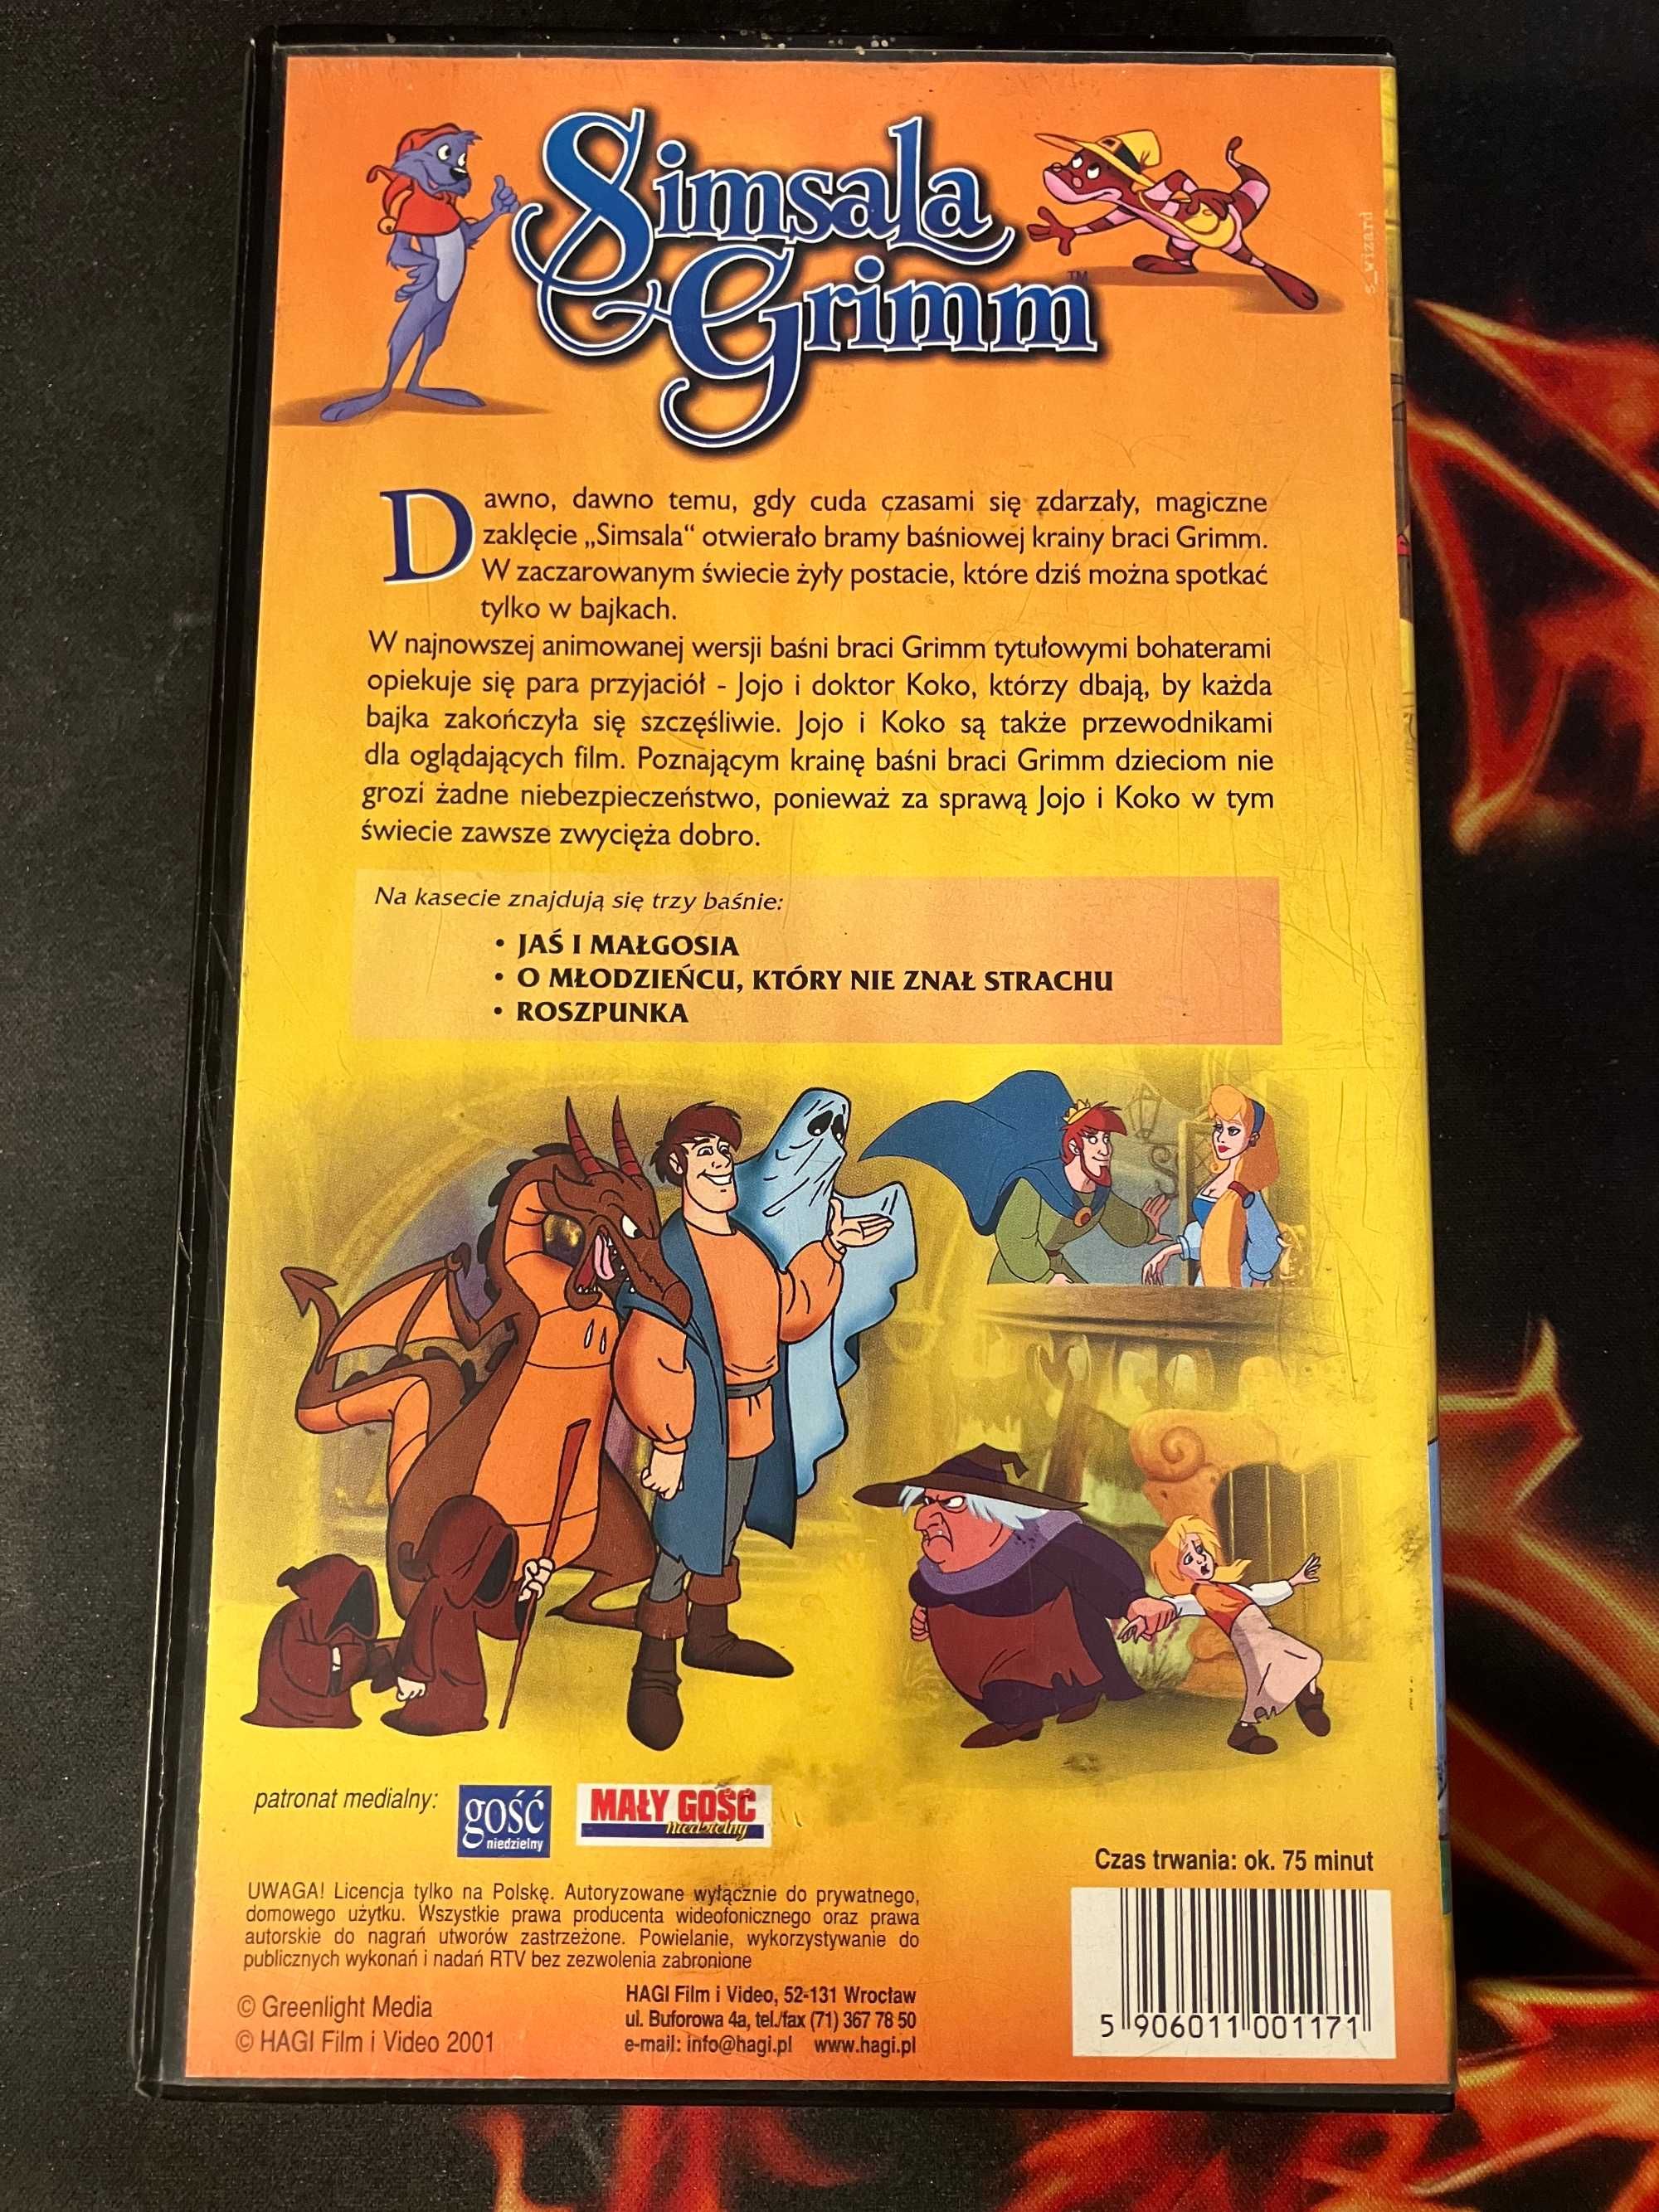 Simsala
Grimm™
s_wizard
Dawno, dawno temu, gdy cuda czasami się zdarzały, magiczne
zaklęcie „Simsala“ otwierało bramy baśniowej krainy braci Grimm.
W zaczarowanym świecie żyły postacie, które dziś można spotkać
tylko w bajkach.
W najnowszej animowanej wersji baśni braci Grimm tytułowymi bohaterami
opiekuje się para przyjaciół - Jojo i doktor Koko, którzy dbają, by każda
bajka zakończyła się szczęśliwie. Jojo i Koko są także przewodnikami
dla oglądających film. Poznającym krainę baśni braci Grimm dzieciom nie
grozi żadne niebezpieczeństwo, ponieważ za sprawą Jojo i Koko w tym
świecie zawsze zwycięża dobro.
Na kasecie znajdują się trzy baśnie:
• JAŚ I MAŁGOSIA
• O MŁODZIEŃCU, KTÓRY NIE ZNAŁ STRACHU
• ROSZPUNKA
patronat medialny:
gość
niedzielny
MAŁY GOŚĆ
niedzielny
Czas trwania: ok. 75 minut
UWAGA! Licencja tylko na Polskę. Autoryzowane wyłącznie do prywatnego,
domowego użytku. Wszystkie prawa producenta wideofonicznego oraz prawa
autorskie do nagrań utworów zastrzeżone. Powielanie, wykorzystywanie do
publicznych wykonań i nadań RTV bez zezwolenia zabronione
© Greenlight Media
© HAGI Film i Video 2001
HAGI Film i Video, 52-131 Wrocław
ul. Buforowa 4a, tel./fax (71) 367 78 50
e-mail: info@hagi.pl www.hagi.pl
5 906011 001171